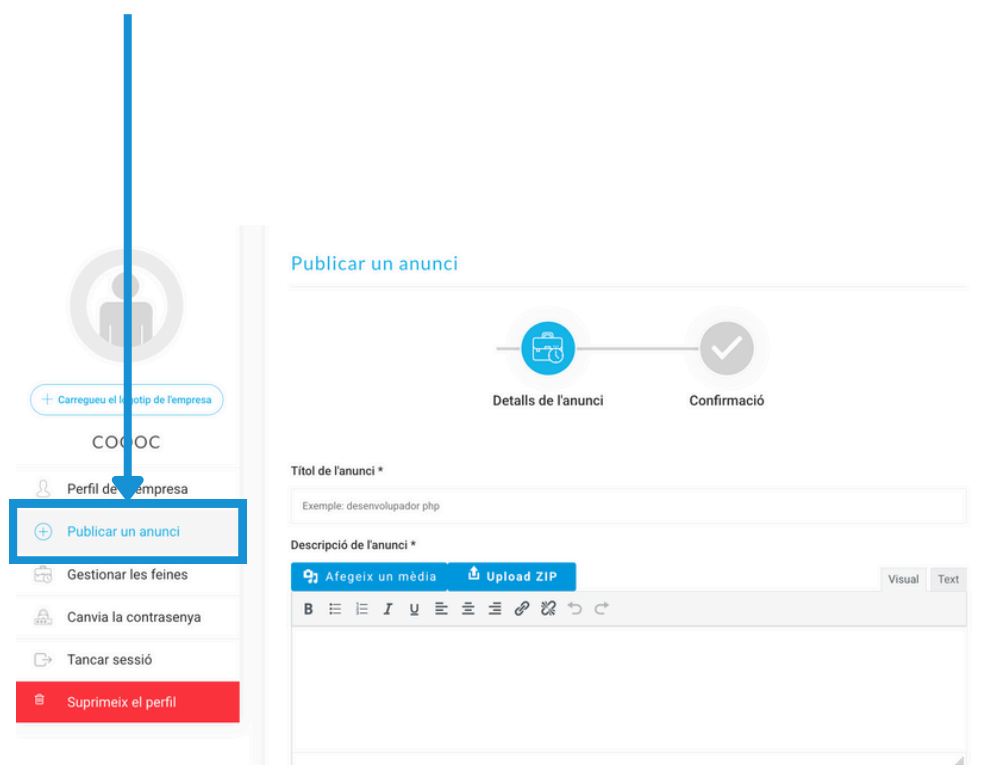 Carregueu el logotip de l'empresa
COOOC
Perfil de l'empresa
Publicar un anunci
Gestionar les feines
Canvia la contrasenya
Tancar sessió
Suprimeix el perfil
Publicar un anunci
Detalls de l'anunci
Confirmació
Títol de l'anunci *
Exemple: desenvolupador php
Descripció de l'anunci *
Afegeix un mèdia
Upload ZIP
Visual
Text
B
I
U